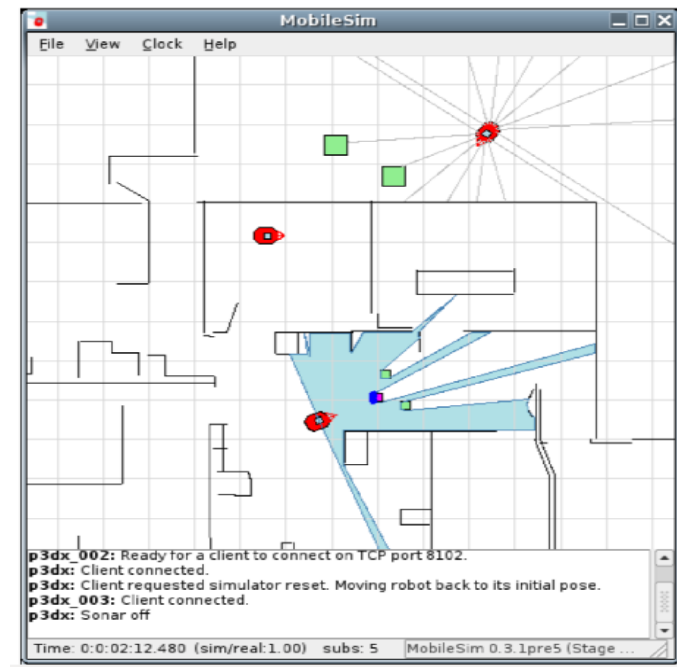 MobileSim
File View Clock Help
p3dx_002: Ready for a client to connect on TCP port 8102.
p3dx: Client connected.
p3dx: Client requested simulator reset. Moving robot back to its initial pose.
p3dx_003: Client connected.
p3dx: Sonar off
Time: 0:0:02:12.480 (sim/real:1.00) subs: 5 MobileSim 0.3.1pre5 (Stage ...